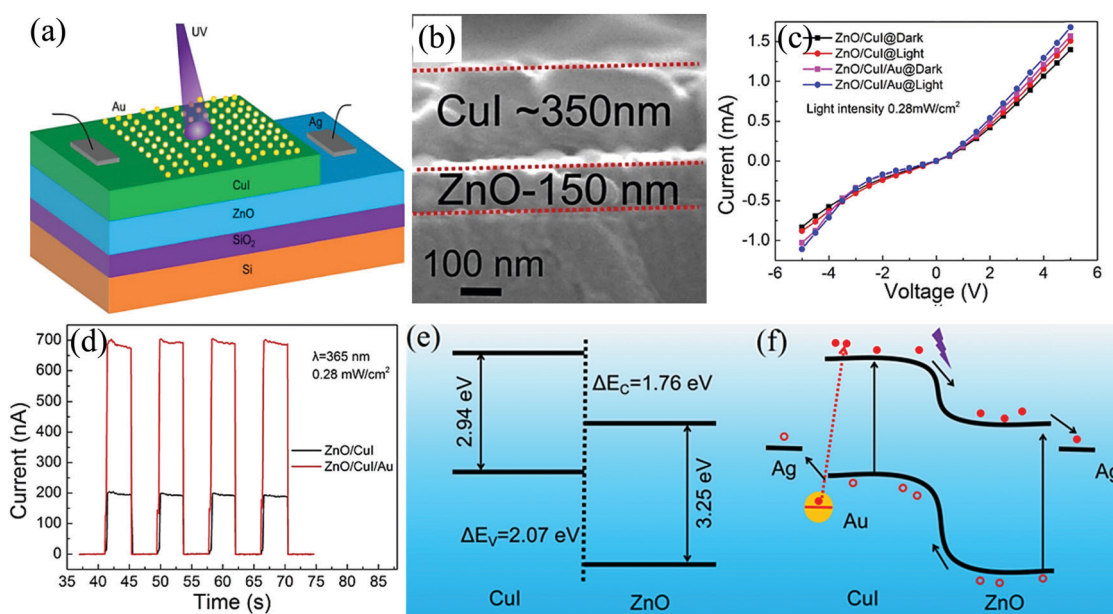 (a)
UV
Au
Ag
CuI
ZnO
SiO2
Si
(b)
CuI ~350nm
ZnO-150 nm
100 nm
(c)
ZnO/CuI@Dark
ZnO/CuI@Light
ZnO/CuI/Au@Dark
ZnO/CuI/Au@Light
Light intensity 0.28mW/cm²
1.5
1.0
0.5
0.0
-0.5
-1.0
Current (mA)
-6 -4 -2 0 2 4 6
Voltage (V)
(d)
λ=365 nm
0.28 mW/cm²
ZnO/CuI
ZnO/CuI/Au
700
600
500
400
300
200
100
0
Current (nA)
35 40 45 50 55 60 65 70 75 80 85
Time (s)
(e)
2.94 eV
ΔEC=1.76 eV
3.25 eV
ΔEV=2.07 eV
CuI ZnO
(f)
Ag
Ag
Au
CuI ZnO